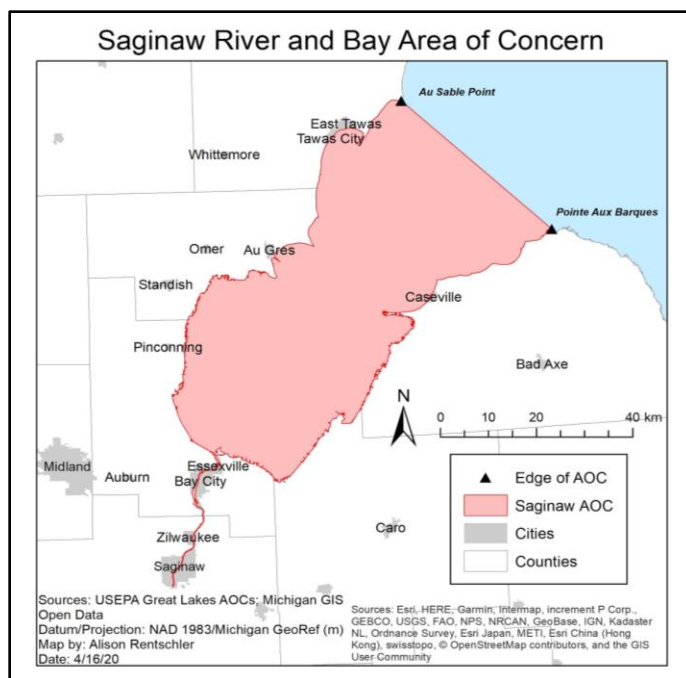 Saginaw River and Bay Area of Concern
Au Sable Point
East Tawas
Tawas City
Whittemore
Pointe Aux Barques
Omer
Au Gres
Standish
Caseville
Pinconning
Bad Axe
N
0 10 20 40 km
Midland
Auburn
Essexville
Bay City
Edge of AOC
Saginaw AOC
Cities
Counties
Caro
Zilwaukee
Saginaw
Sources: USEPA Great Lakes AOCs; Michigan GIS
Open Data
Datum/Projection: NAD 1983/Michigan GeoRef (m)
Map by: Alison Rentschler
Date: 4/16/20
Sources: Esri, HERE, Garmin, Intermap, increment P Corp.,
GEBCO, USGS, FAO, NPS, NRCAN, GeoBase, IGN, Kadaster
NL, Ordnance Survey, Esri Japan, METI, Esri China (Hong
Kong), swisstopo, © OpenStreetMap contributors, and the GIS
User Community